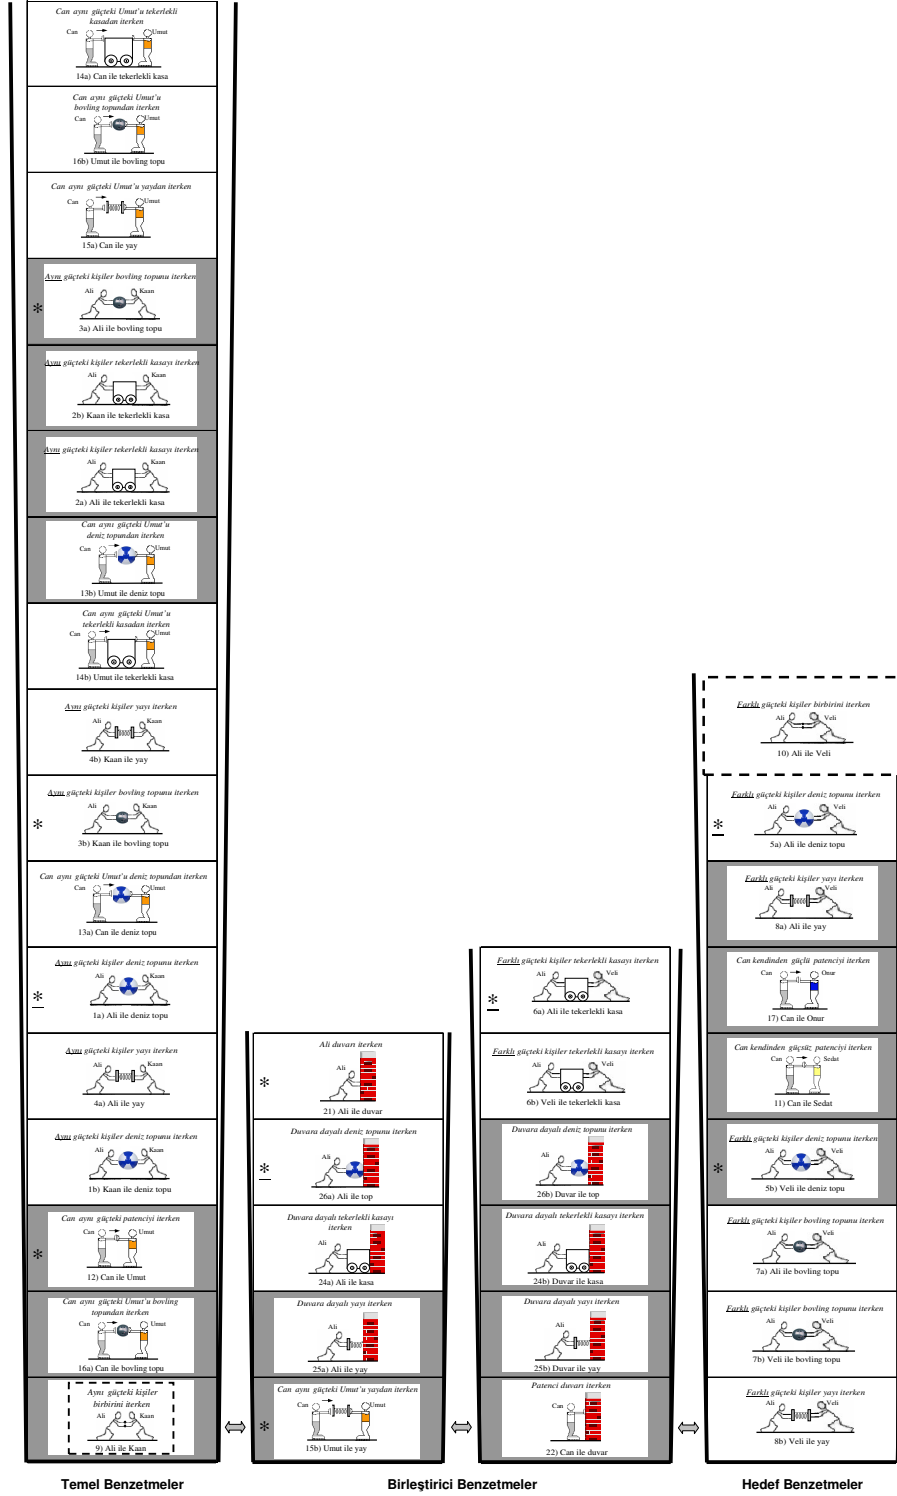 Can aynı güçteki Umut'u tekerlekli
kasadan iterken
Can
Umut
14a) Can ile tekerlekli kasa
Can aynı güçteki Umut'u
bovling topundan iterken
Can
Umut
16b) Umut ile bovling topu
Can aynı güçteki Umut'u yaydan iterken
Can
Umut
15a) Can ile yay
Aynı güçteki kişiler bovling topunu iterken
Ali
Kaan
*
3a) Ali ile bovling topu
Aynı güçteki kişiler tekerlekli kasayı iterken
Ali
Kaan
2b) Kaan ile tekerlekli kasa
Aynı güçteki kişiler tekerlekli kasayı iterken
Ali
Kaan
2a) Ali ile tekerlekli kasa
Can aynı güçteki Umut'u
deniz topundan iterken
Can
Umut
13b) Umut ile deniz topu
Can aynı güçteki Umut'u
tekerlekli kasadan iterken
Can
Umut
14b) Umut ile tekerlekli kasa
Aynı güçteki kişiler yayı iterken
Ali
Kaan
4b) Kaan ile yay
Aynı güçteki kişiler bovling topunu iterken
Ali
Kaan
*
3b) Kaan ile bovling topu
Can aynı güçteki Umut'u deniz topundan iterken
Can
Umut
13a) Can ile deniz topu
Aynı güçteki kişiler deniz topunu iterken
Ali
Kaan
*
1a) Ali ile deniz topu
Aynı güçteki kişiler yayı iterken
Ali
Kaan
4a) Ali ile yay
Aynı güçteki kişiler deniz topunu iterken
Ali
Kaan
1b) Kaan ile deniz topu
Can aynı güçteki patenciyi iterken
Can
Umut
*
12) Can ile Umut
Can aynı güçteki Umut'u bovling
topundan iterken
Can
Umut
16a) Can ile bovling topu
Aynı güçteki kişiler
birbirini iterken
Ali
Kaan
9) Ali ile Kaan
Temel Benzetmeler
Ali duvarı iterken
Ali
*
21) Ali ile duvar
Duvara dayalı deniz topunu iterken
Ali
*
26a) Ali ile top
Duvara dayalı tekerlekli kasayı
iterken
Ali
24a) Ali ile kasa
Duvara dayalı yayı iterken
Ali
25a) Ali ile yay
Can aynı güçteki Umut'u yaydan iterken
Can
Umut
*
15b) Umut ile yay
Farklı güçteki kişiler tekerlekli kasayı iterken
Ali
Veli
*
6a) Ali ile tekerlekli kasa
Farklı güçteki kişiler tekerlekli kasayı iterken
Ali
Veli
6b) Veli ile tekerlekli kasa
Duvara dayalı deniz topunu iterken
Ali
26b) Duvar ile top
Duvara dayalı tekerlekli kasayı iterken
Ali
24b) Duvar ile kasa
Duvara dayalı yayı iterken
Ali
25b) Duvar ile yay
Patenci duvarı iterken
Can
22) Can ile duvar
Birleştirici Benzetmeler
Farklı güçteki kişiler birbirini iterken
Ali
Veli
10) Ali ile Veli
Farklı güçteki kişiler deniz topunu iterken
Ali
Veli
*
5a) Ali ile deniz topu
Farklı güçteki kişiler yayı iterken
Ali
Veli
8a) Ali ile yay
Can kendinden güçlü patenciyi iterken
Can
Onur
17) Can ile Onur
Can kendinden güçsüz patenciyi iterken
Can
Sedat
11) Can ile Sedat
Farklı güçteki kişiler deniz topunu iterken
Ali
Veli
*
5b) Veli ile deniz topu
Farklı güçteki kişiler bovling topunu iterken
Ali
Veli
7a) Ali ile bovling topu
Farklı güçteki kişiler bovling topunu iterken
Ali
Veli
7b) Veli ile bovling topu
Farklı güçteki kişiler yayı iterken
Ali
Veli
8b) Veli ile yay
Hedef Benzetmeler